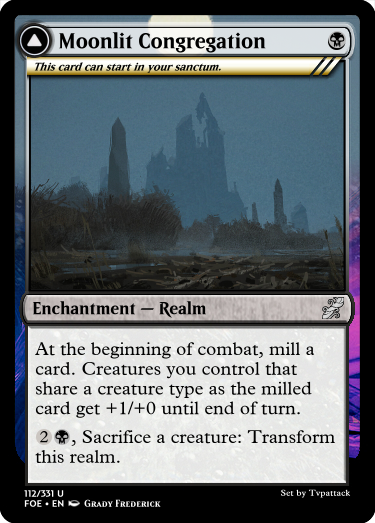 Moonlit Congregation
This card can start in your sanctum.
Enchantment — Realm
At the beginning of combat, mill a
card. Creatures you control that
share a creature type as the milled
card get +1/+0 until end of turn.
2 , Sacrifice a creature: Transform
this realm.
112/331 U
Set by Tvpattack
FOE • EN Grady Frederick